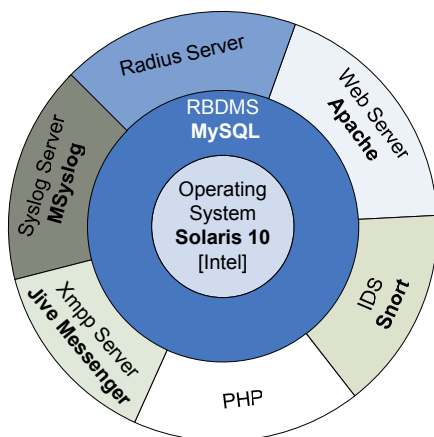 Radius Server
Web Server
Apache
IDS
Snort
PHP
Xmpp Server
Jive Messenger
Syslog Server
MSyslog
RBDMS
MySQL
Operating
System
Solaris 10
[Intel]